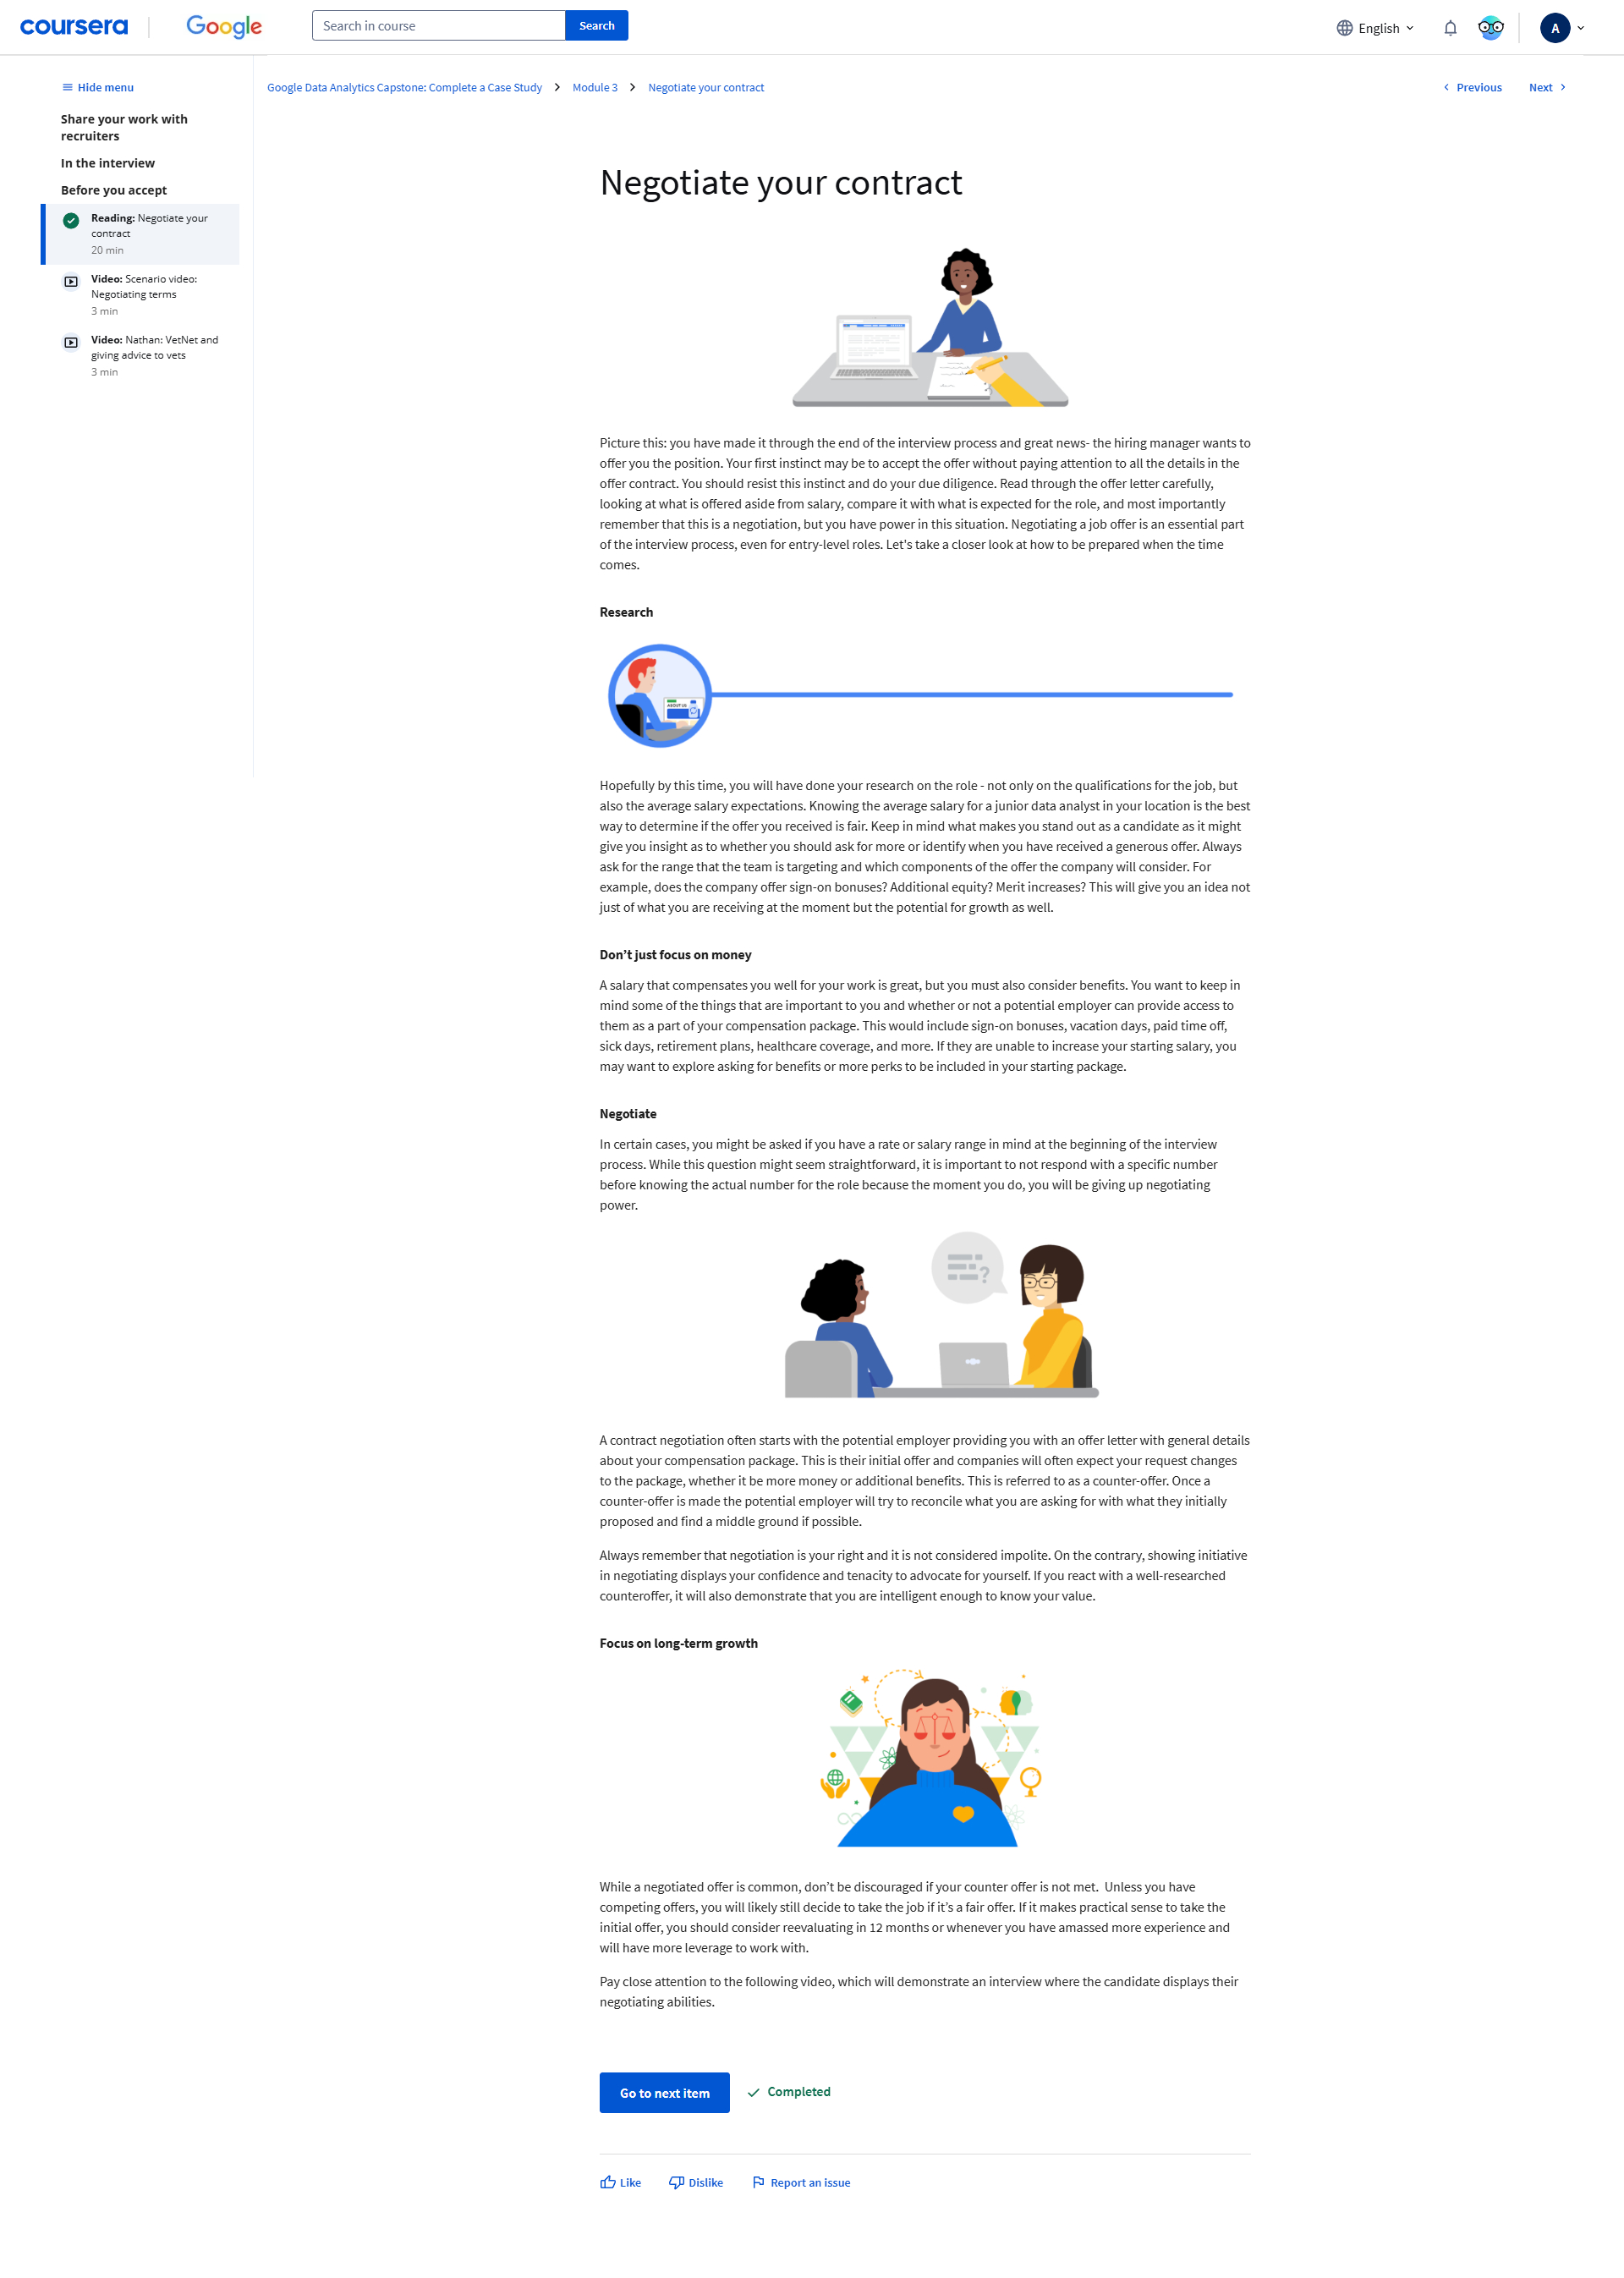 coursera
Google
Search in course
Search
English
A
Hide menu
Google Data Analytics Capstone: Complete a Case Study
Module 3
Negotiate your contract
Previous
Next
Share your work with
recruiters
In the interview
Before you accept
Reading: Negotiate your
contract
20 min
Video: Scenario video:
Negotiating terms
3 min
Video: Nathan: VetNet and
giving advice to vets
3 min
Negotiate your contract
Picture this: you have made it through the end of the interview process and great news- the hiring manager wants to
offer you the position. Your first instinct may be to accept the offer without paying attention to all the details in the
offer contract. You should resist this instinct and do your due diligence. Read through the offer letter carefully,
looking at what is offered aside from salary, compare it with what is expected for the role, and most importantly
remember that this is a negotiation, but you have power in this situation. Negotiating a job offer is an essential part
of the interview process, even for entry-level roles. Let's take a closer look at how to be prepared when the time
comes.
Research
ABOUT US
Hopefully by this time, you will have done your research on the role - not only on the qualifications for the job, but
also the average salary expectations. Knowing the average salary for a junior data analyst in your location is the best
way to determine if the offer you received is fair. Keep in mind what makes you stand out as a candidate as it might
give you insight as to whether you should ask for more or identify when you have received a generous offer. Always
ask for the range that the team is targeting and which components of the offer the company will consider. For
example, does the company offer sign-on bonuses? Additional equity? Merit increases? This will give you an idea not
just of what you are receiving at the moment but the potential for growth as well.
Don’t just focus on money
A salary that compensates you well for your work is great, but you must also consider benefits. You want to keep in
mind some of the things that are important to you and whether or not a potential employer can provide access to
them as a part of your compensation package. This would include sign-on bonuses, vacation days, paid time off,
sick days, retirement plans, healthcare coverage, and more. If they are unable to increase your starting salary, you
may want to explore asking for benefits or more perks to be included in your starting package.
Negotiate
In certain cases, you might be asked if you have a rate or salary range in mind at the beginning of the interview
process. While this question might seem straightforward, it is important to not respond with a specific number
before knowing the actual number for the role because the moment you do, you will be giving up negotiating
power.
?
A contract negotiation often starts with the potential employer providing you with an offer letter with general details
about your compensation package. This is their initial offer and companies will often expect your request changes
to the package, whether it be more money or additional benefits. This is referred to as a counter-offer. Once a
counter-offer is made the potential employer will try to reconcile what you are asking for with what they initially
proposed and find a middle ground if possible.
Always remember that negotiation is your right and it is not considered impolite. On the contrary, showing initiative
in negotiating displays your confidence and tenacity to advocate for yourself. If you react with a well-researched
counteroffer, it will also demonstrate that you are intelligent enough to know your value.
Focus on long-term growth
While a negotiated offer is common, don’t be discouraged if your counter offer is not met.  Unless you have
competing offers, you will likely still decide to take the job if it’s a fair offer. If it makes practical sense to take the
initial offer, you should consider reevaluating in 12 months or whenever you have amassed more experience and
will have more leverage to work with.
Pay close attention to the following video, which will demonstrate an interview where the candidate displays their
negotiating abilities.
Go to next item
Completed
Like
Dislike
Report an issue